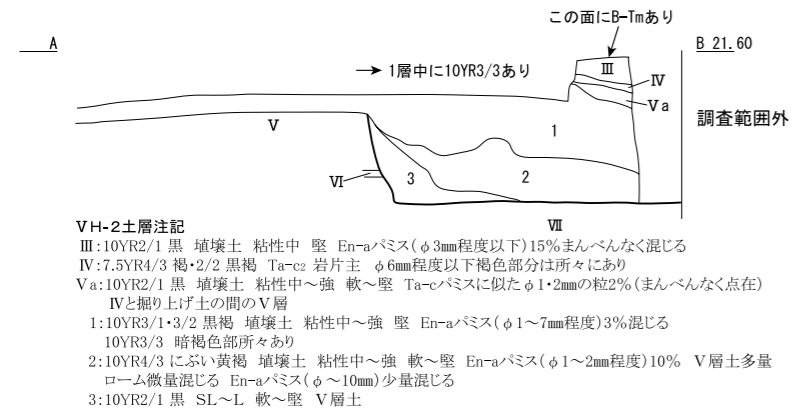 この面にB-Tmあり
A
B 21.60
→ 1層中に10YR3/3あり
Ⅲ
Ⅳ
Ⅴa
調査範囲外
Ⅴ
1
Ⅵ
3
2
Ⅶ
ⅤH-2土層注記
Ⅲ:10YR2/1 黒 埴壌土 粘性中 堅 En-aパミス(φ3mm程度以下)15%まんべんなく混じる
Ⅳ:7.5YR4/3 褐・2/2 黒褐 Ta-c₂ 岩片主 φ6mm程度以下褐色部分は所々にあり
Ⅴa:10YR2/1 黒 埴壌土 粘性中～強 軟～堅 Ta-cパミスに似たφ1・2mmの粒2%(まんべんなく点在)
Ⅳと掘り上げ土の間のⅤ層
1:10YR3/1・3/2 黒褐 埴壌土 粘性中～強 堅 En-aパミス(φ1～7mm程度)3%混じる
10YR3/3 暗褐色部所々あり
2:10YR4/3 にぶい黄褐 埴壌土 粘性中～強 軟～堅 En-aパミス(φ1～2mm程度)10% Ⅴ層土多量
ローム微量混じる En-aパミス(φ～10mm)少量混じる
3:10YR2/1 黒 SL～L 軟～堅 Ⅴ層土